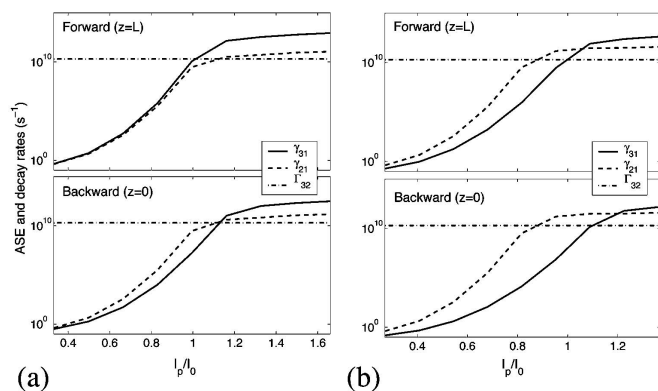 Forward (z=L)
10^10
10^0
γ31
γ21
Γ32
Backward (z=0)
10^10
10^0
0.4 0.6 0.8 1 1.2 1.4 1.6
Ip/I0
ASE and decay rates (s^-1)
(a)
Forward (z=L)
10^10
10^0
γ31
γ21
Γ32
Backward (z=0)
10^10
10^0
0.4 0.6 0.8 1 1.2
Ip/I0
(b)